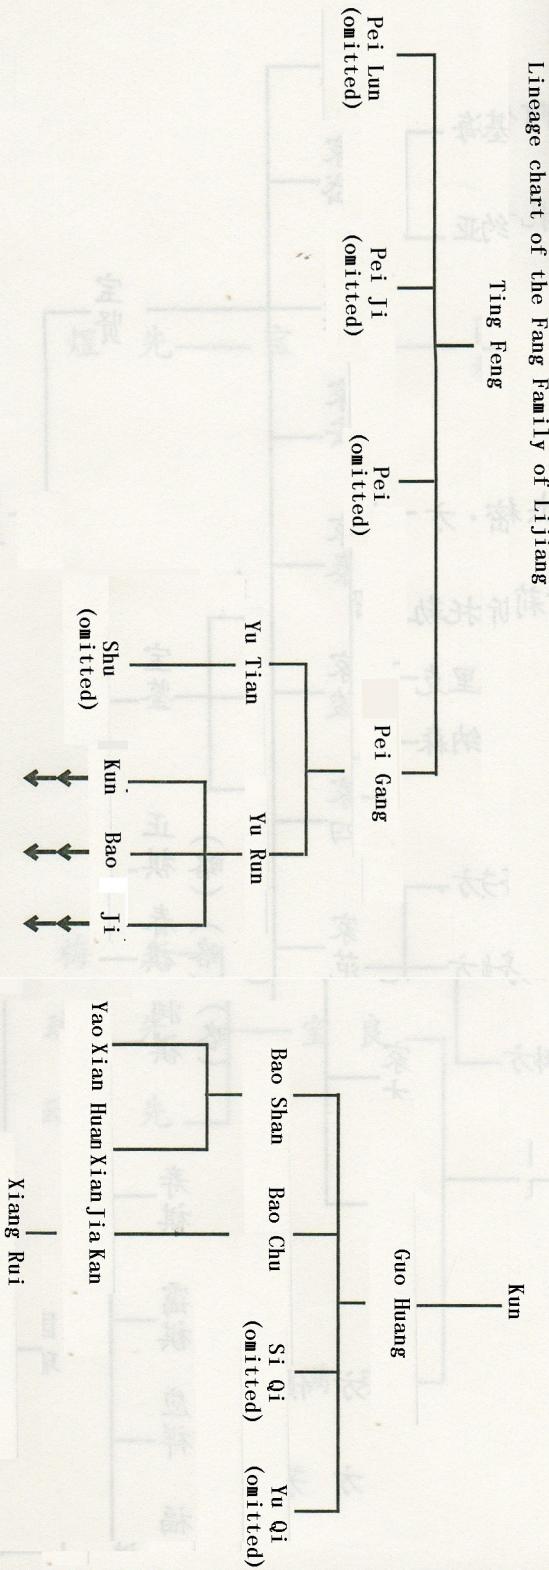 Lineage chart of the Fang Family of Lijiang
Ting Feng
Pei Lun
(omitted)
Pei Ji
(omitted)
Pei
(omitted)
Pei Gang
Yu Tian
Yu Run
Shu
(omitted)
Kun
Bao
Ji
Kun
Guo Huang
Bao Shan
Bao Chu
Si Qi
(omitted)
Yu Qi
(omitted)
Yao Xian
Huan Xian
Jia Kan
Xiang Rui